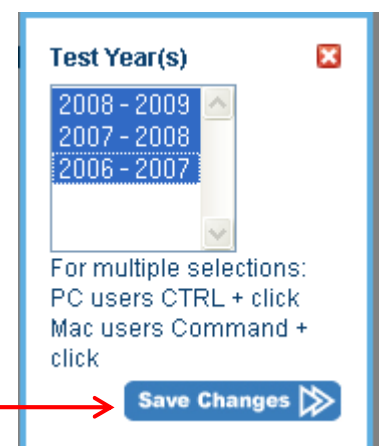 Test Year(s)
2008 - 2009
2007 - 2008
2006 - 2007
For multiple selections:
PC users CTRL + click
Mac users Command +
click
Save Changes